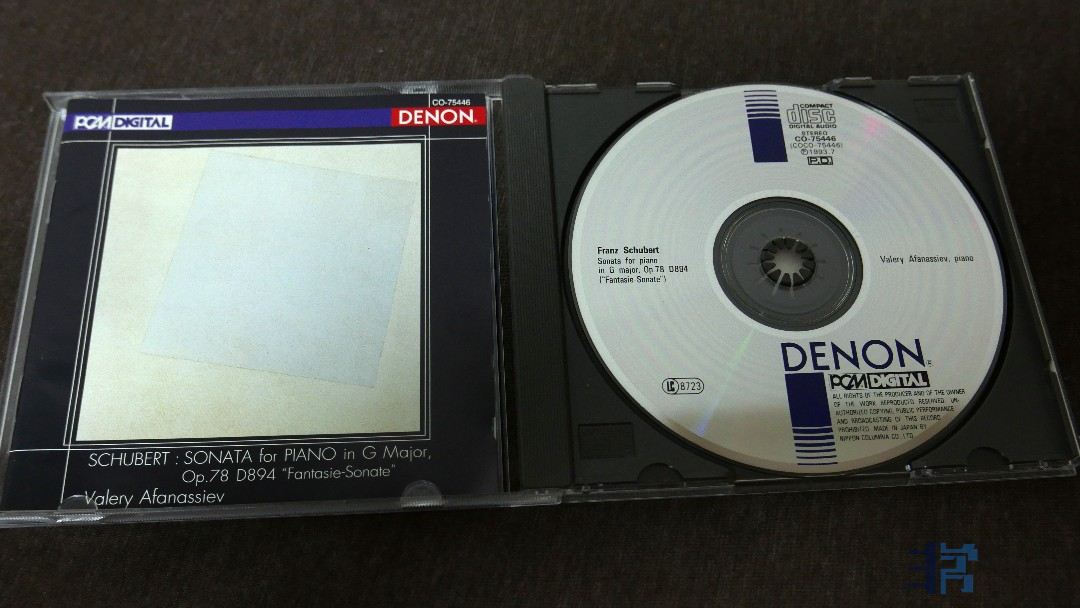 CO-75446
PCM DIGITAL
DENON
SCHUBERT : SONATA for PIANO in G Major,
Op.78 D894 "Fantasie-Sonate"
Valery Afanassiev
COMPACT
disc
DIGITAL AUDIO
STEREO
CO-75446
(COCO-75446)
Ⓟ1993.7
P.D.
Franz Schubert
Sonata for piano
in G major, Op.78 D894
("Fantasie-Sonate")
Valery Afanassiev, piano
DENON
PCM DIGITAL
LC 8723
ALL RIGHTS OF THE PRODUCER AND OF THE OWNER
OF THE WORK REPRODUCED RESERVED. UN-
AUTHORIZED COPYING, PUBLIC PERFORMANCE
AND BROADCASTING OF THIS RECORD
PROHIBITED. MADE IN JAPAN BY
NIPPON COLUMBIA CO. LTD.